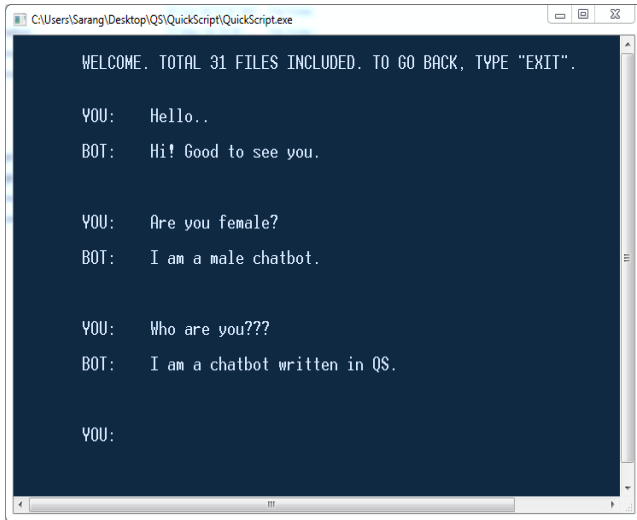 C:\Users\Sarang\Desktop\QS\QuickScript\QuickScript.exe
WELCOME. TOTAL 31 FILES INCLUDED. TO GO BACK, TYPE "EXIT".
YOU: Hello..
BOT: Hi! Good to see you.
YOU: Are you female?
BOT: I am a male chatbot.
YOU: Who are you???
BOT: I am a chatbot written in QS.
YOU: